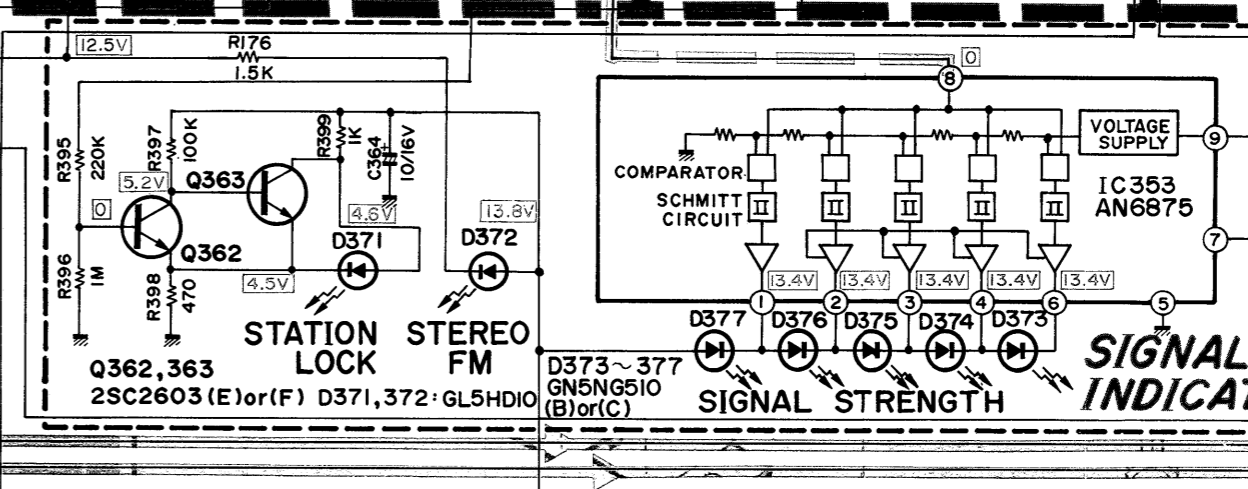 12.5V
R176
1.5K
R395
220K
R397
100K
5.2V
Q363
0
Q362
R396
1M
R398
470
4.5V
R399
1K
C364
+
10/16V
4.6V
D371
13.8V
D372
STATION
LOCK
STEREO
FM
Q362,363
2SC2603(E)or(F) D371,372:GL5HD10
0
8
VOLTAGE
SUPPLY
9
COMPARATOR
SCHMITT
CIRCUIT
IC353
AN6875
7
13.4V
13.4V
13.4V
13.4V
13.4V
1
2
3
4
6
5
D377
D376
D375
D374
D373
D373~377
GN5NG510
(B)or(C)
SIGNAL STRENGTH
SIGNAL
INDICAT